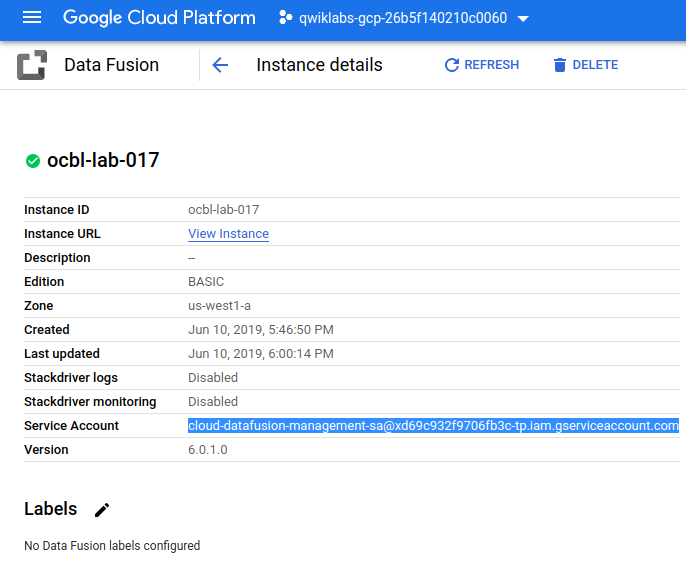 Google Cloud Platform qwiklabs-gcp-26b5f140210c0060
Data Fusion Instance details REFRESH DELETE
ocbl-lab-017
Instance ID ocbl-lab-017
Instance URL View Instance
Description --
Edition BASIC
Zone us-west1-a
Created Jun 10, 2019, 5:46:50 PM
Last updated Jun 10, 2019, 6:00:14 PM
Stackdriver logs Disabled
Stackdriver monitoring Disabled
Service Account cloud-datafusion-management-sa@xd69c932f9706fb3c-tp.iam.gserviceaccount.com
Version 6.0.1.0
Labels
No Data Fusion labels configured